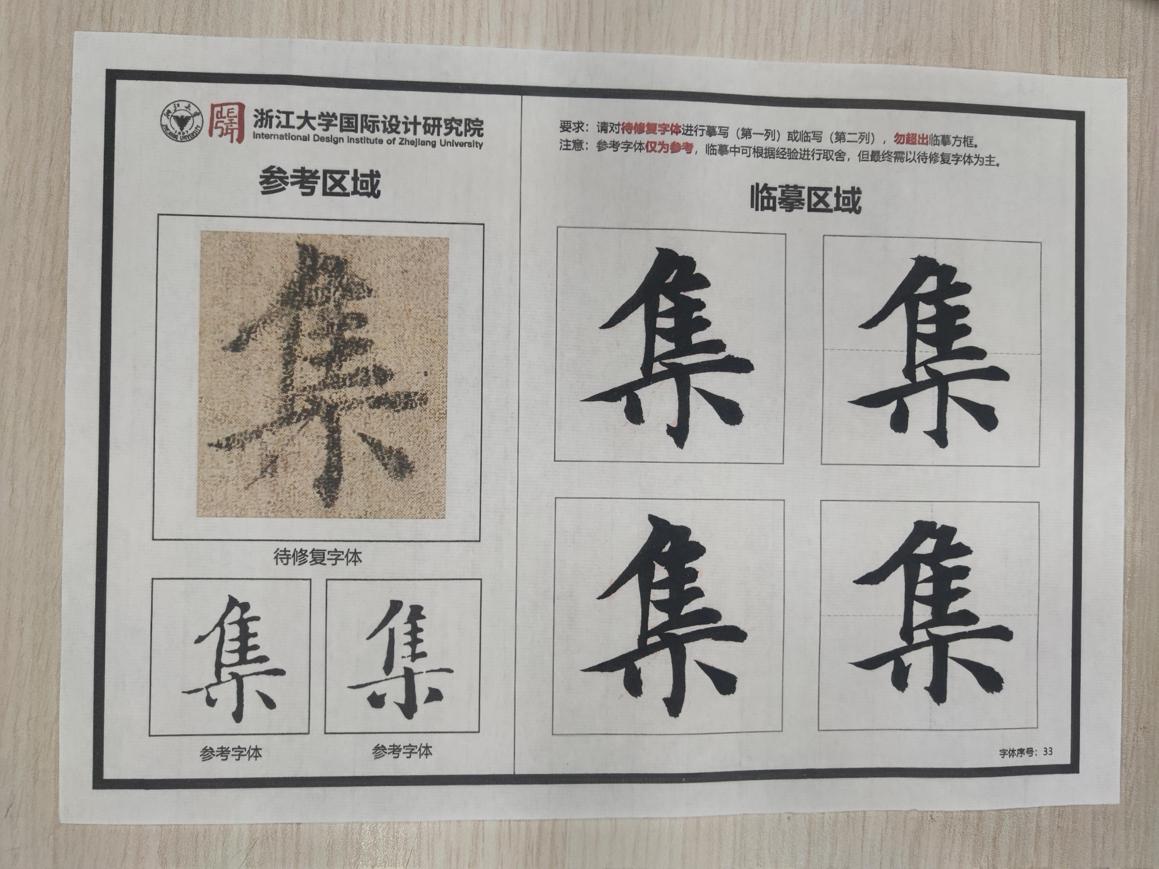 浙江大学国际设计研究院
International Design Institute of Zhejiang University
参考区域
集
待修复字体
集
集
参考字体
参考字体
要求：请对待修复字体进行摹写（第一列）或临写（第二列），勿超出临摹方框。
注意：参考字体仅为参考，临摹中可根据经验进行取舍，但最终需以待修复字体为主。
临摹区域
集
集
集
集
字体序号：33